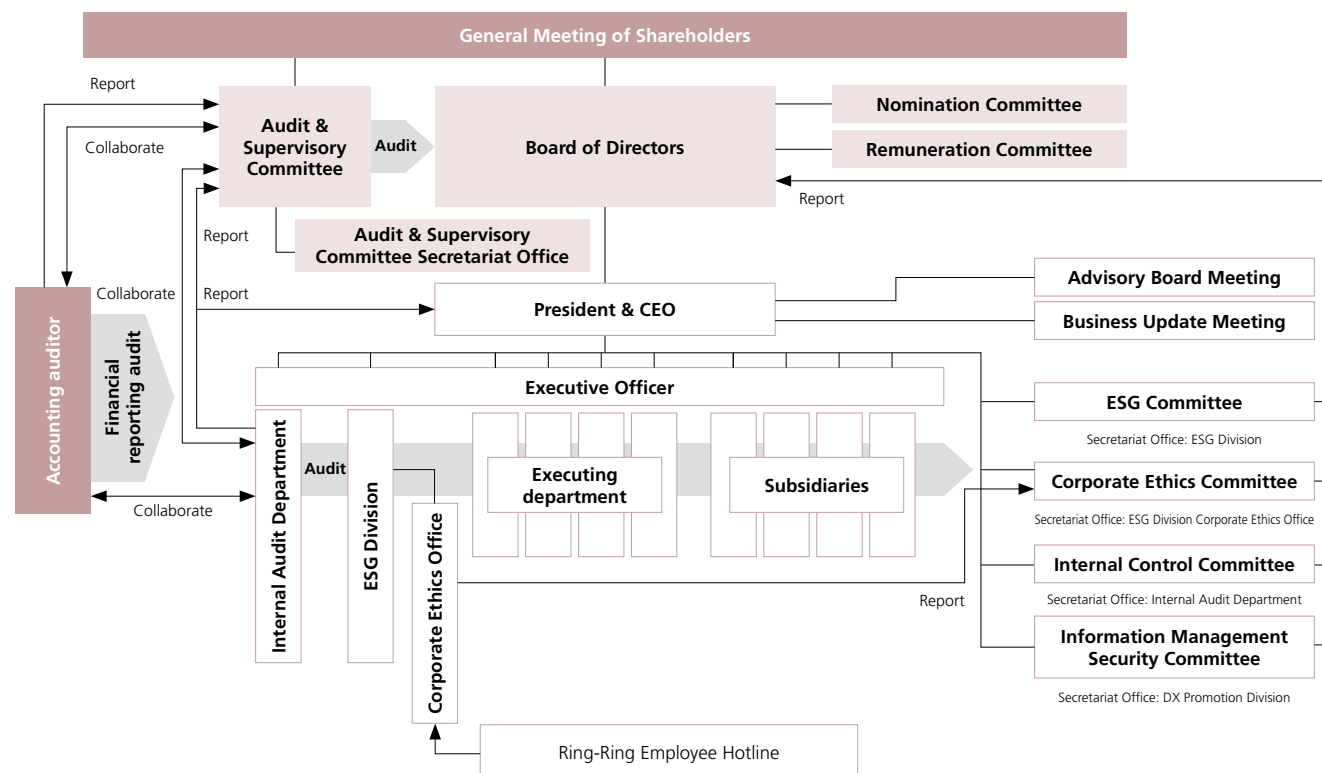 General Meeting of Shareholders
Report
Collaborate
Audit &
Supervisory
Committee
Audit
Board of Directors
Nomination Committee
Remuneration Committee
Report
Report
Audit & Supervisory
Committee Secretariat Office
Collaborate
Report
President & CEO
Advisory Board Meeting
Business Update Meeting
Accounting auditor
Financial
reporting audit
Executive Officer
Internal Audit Department
Audit
ESG Division
Corporate Ethics Office
Executing
department
Subsidiaries
Collaborate
ESG Committee
Secretariat Office: ESG Division
Corporate Ethics Committee
Secretariat Office: ESG Division Corporate Ethics Office
Internal Control Committee
Report
Secretariat Office: Internal Audit Department
Information Management
Security Committee
Secretariat Office: DX Promotion Division
Ring-Ring Employee Hotline